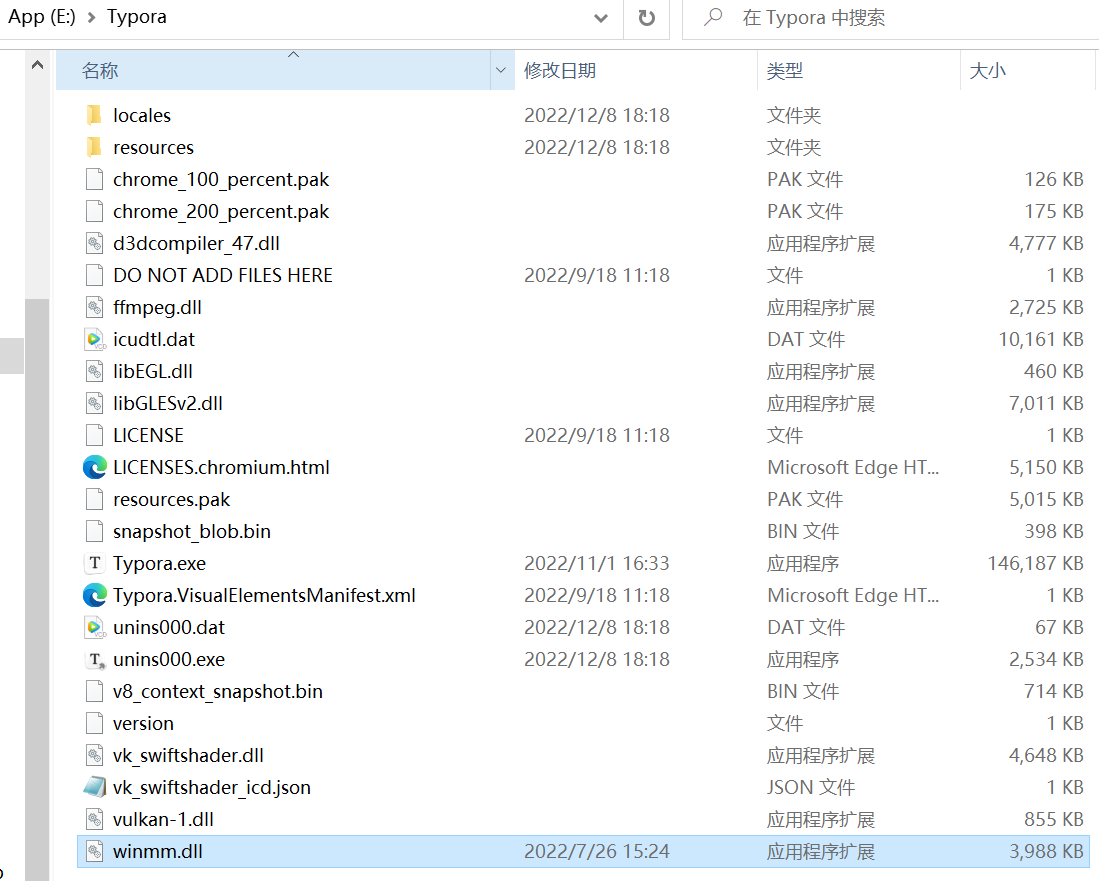 App (E:) > Typora 在 Typora 中搜索
名称 修改日期 类型 大小
locales 2022/12/8 18:18 文件夹
resources 2022/12/8 18:18 文件夹
chrome_100_percent.pak PAK 文件 126 KB
chrome_200_percent.pak PAK 文件 175 KB
d3dcompiler_47.dll 应用程序扩展 4,777 KB
DO NOT ADD FILES HERE 2022/9/18 11:18 文件 1 KB
ffmpeg.dll 应用程序扩展 2,725 KB
icudtl.dat DAT 文件 10,161 KB
libEGL.dll 应用程序扩展 460 KB
libGLESv2.dll 应用程序扩展 7,011 KB
LICENSE 2022/9/18 11:18 文件 1 KB
LICENSES.chromium.html Microsoft Edge HT... 5,150 KB
resources.pak PAK 文件 5,015 KB
snapshot_blob.bin BIN 文件 398 KB
Typora.exe 2022/11/1 16:33 应用程序 146,187 KB
Typora.VisualElementsManifest.xml 2022/9/18 11:18 Microsoft Edge HT... 1 KB
unins000.dat 2022/12/8 18:18 DAT 文件 67 KB
unins000.exe 2022/12/8 18:18 应用程序 2,534 KB
v8_context_snapshot.bin BIN 文件 714 KB
version 文件 1 KB
vk_swiftshader.dll 应用程序扩展 4,648 KB
vk_swiftshader_icd.json JSON 文件 1 KB
vulkan-1.dll 应用程序扩展 855 KB
winmm.dll 2022/7/26 15:24 应用程序扩展 3,988 KB